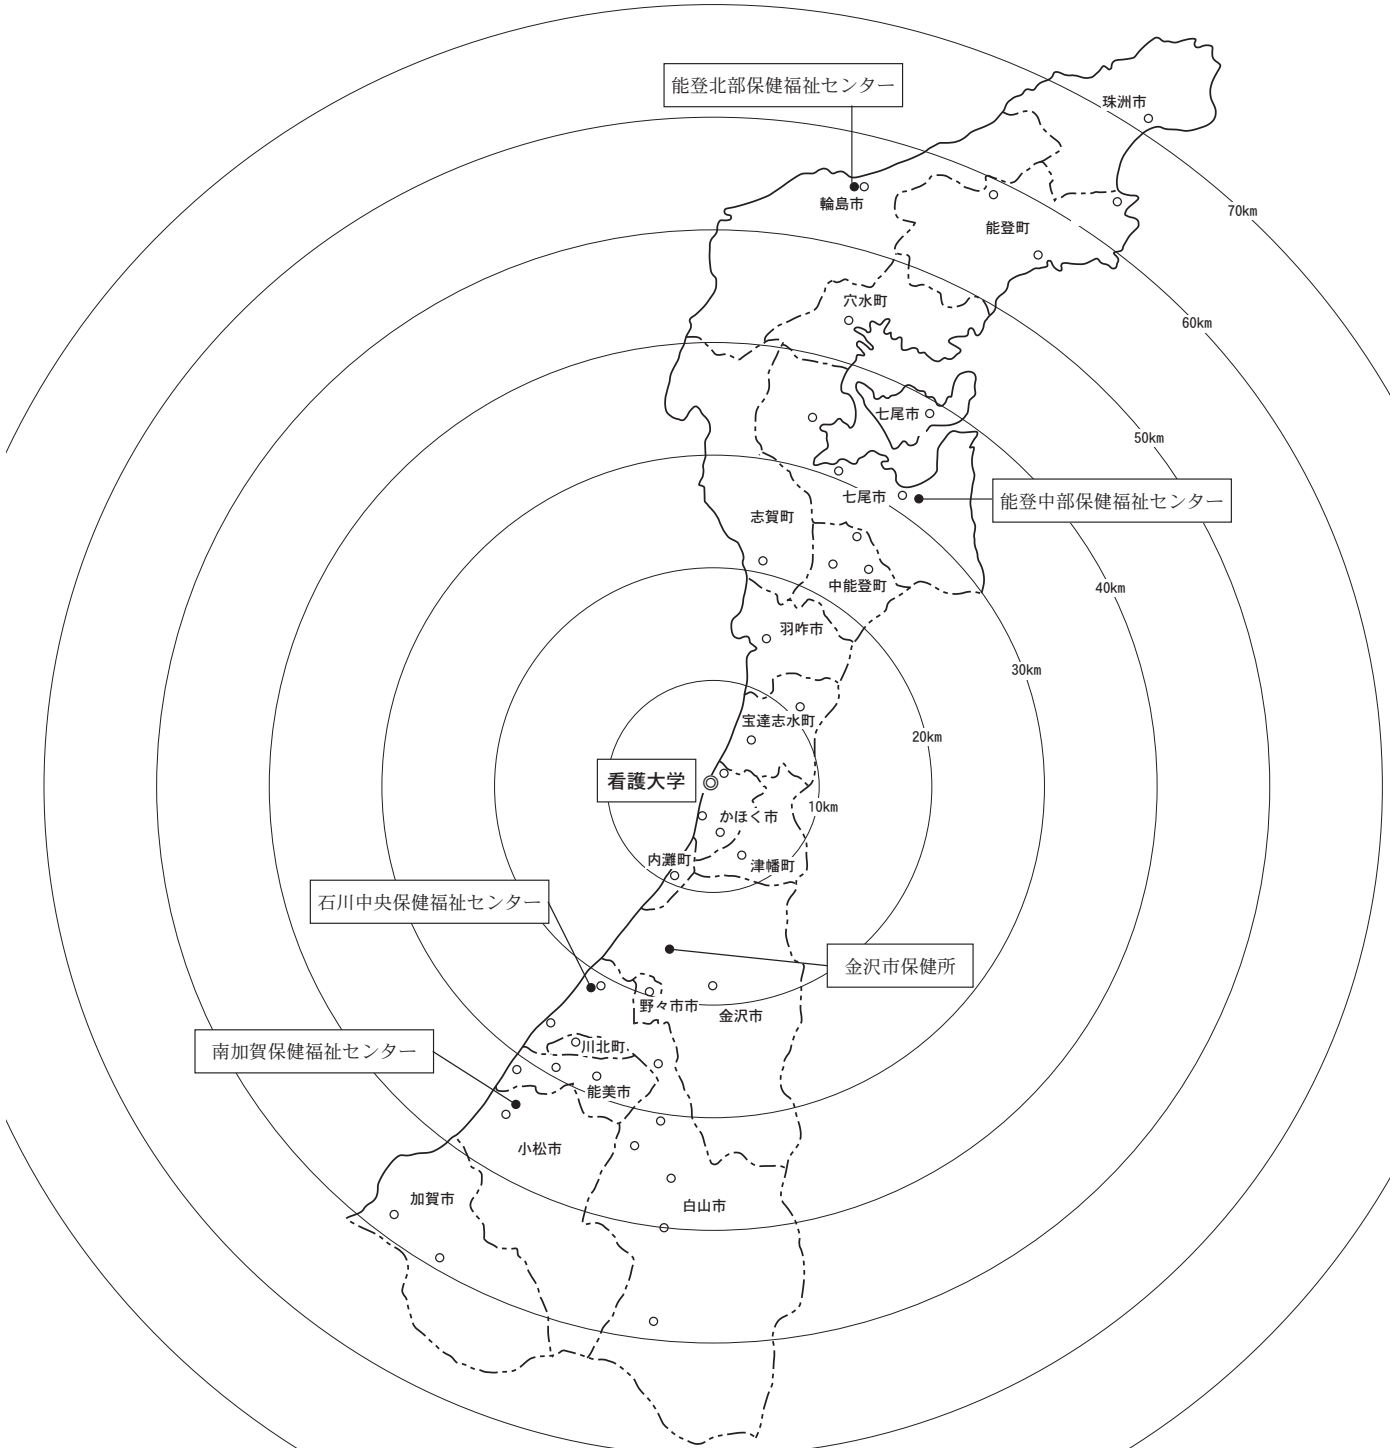 能登北部保健福祉センター
珠洲市
輪島市
能登町
70km
穴水町
60km
七尾市
50km
七尾市
能登中部保健福祉センター
志賀町
中能登町
40km
羽咋市
30km
宝達志水町
20km
看護大学
10km
かほく市
内灘町
津幡町
石川中央保健福祉センター
金沢市保健所
野々市市
金沢市
南加賀保健福祉センター
川北町
能美市
小松市
加賀市
白山市